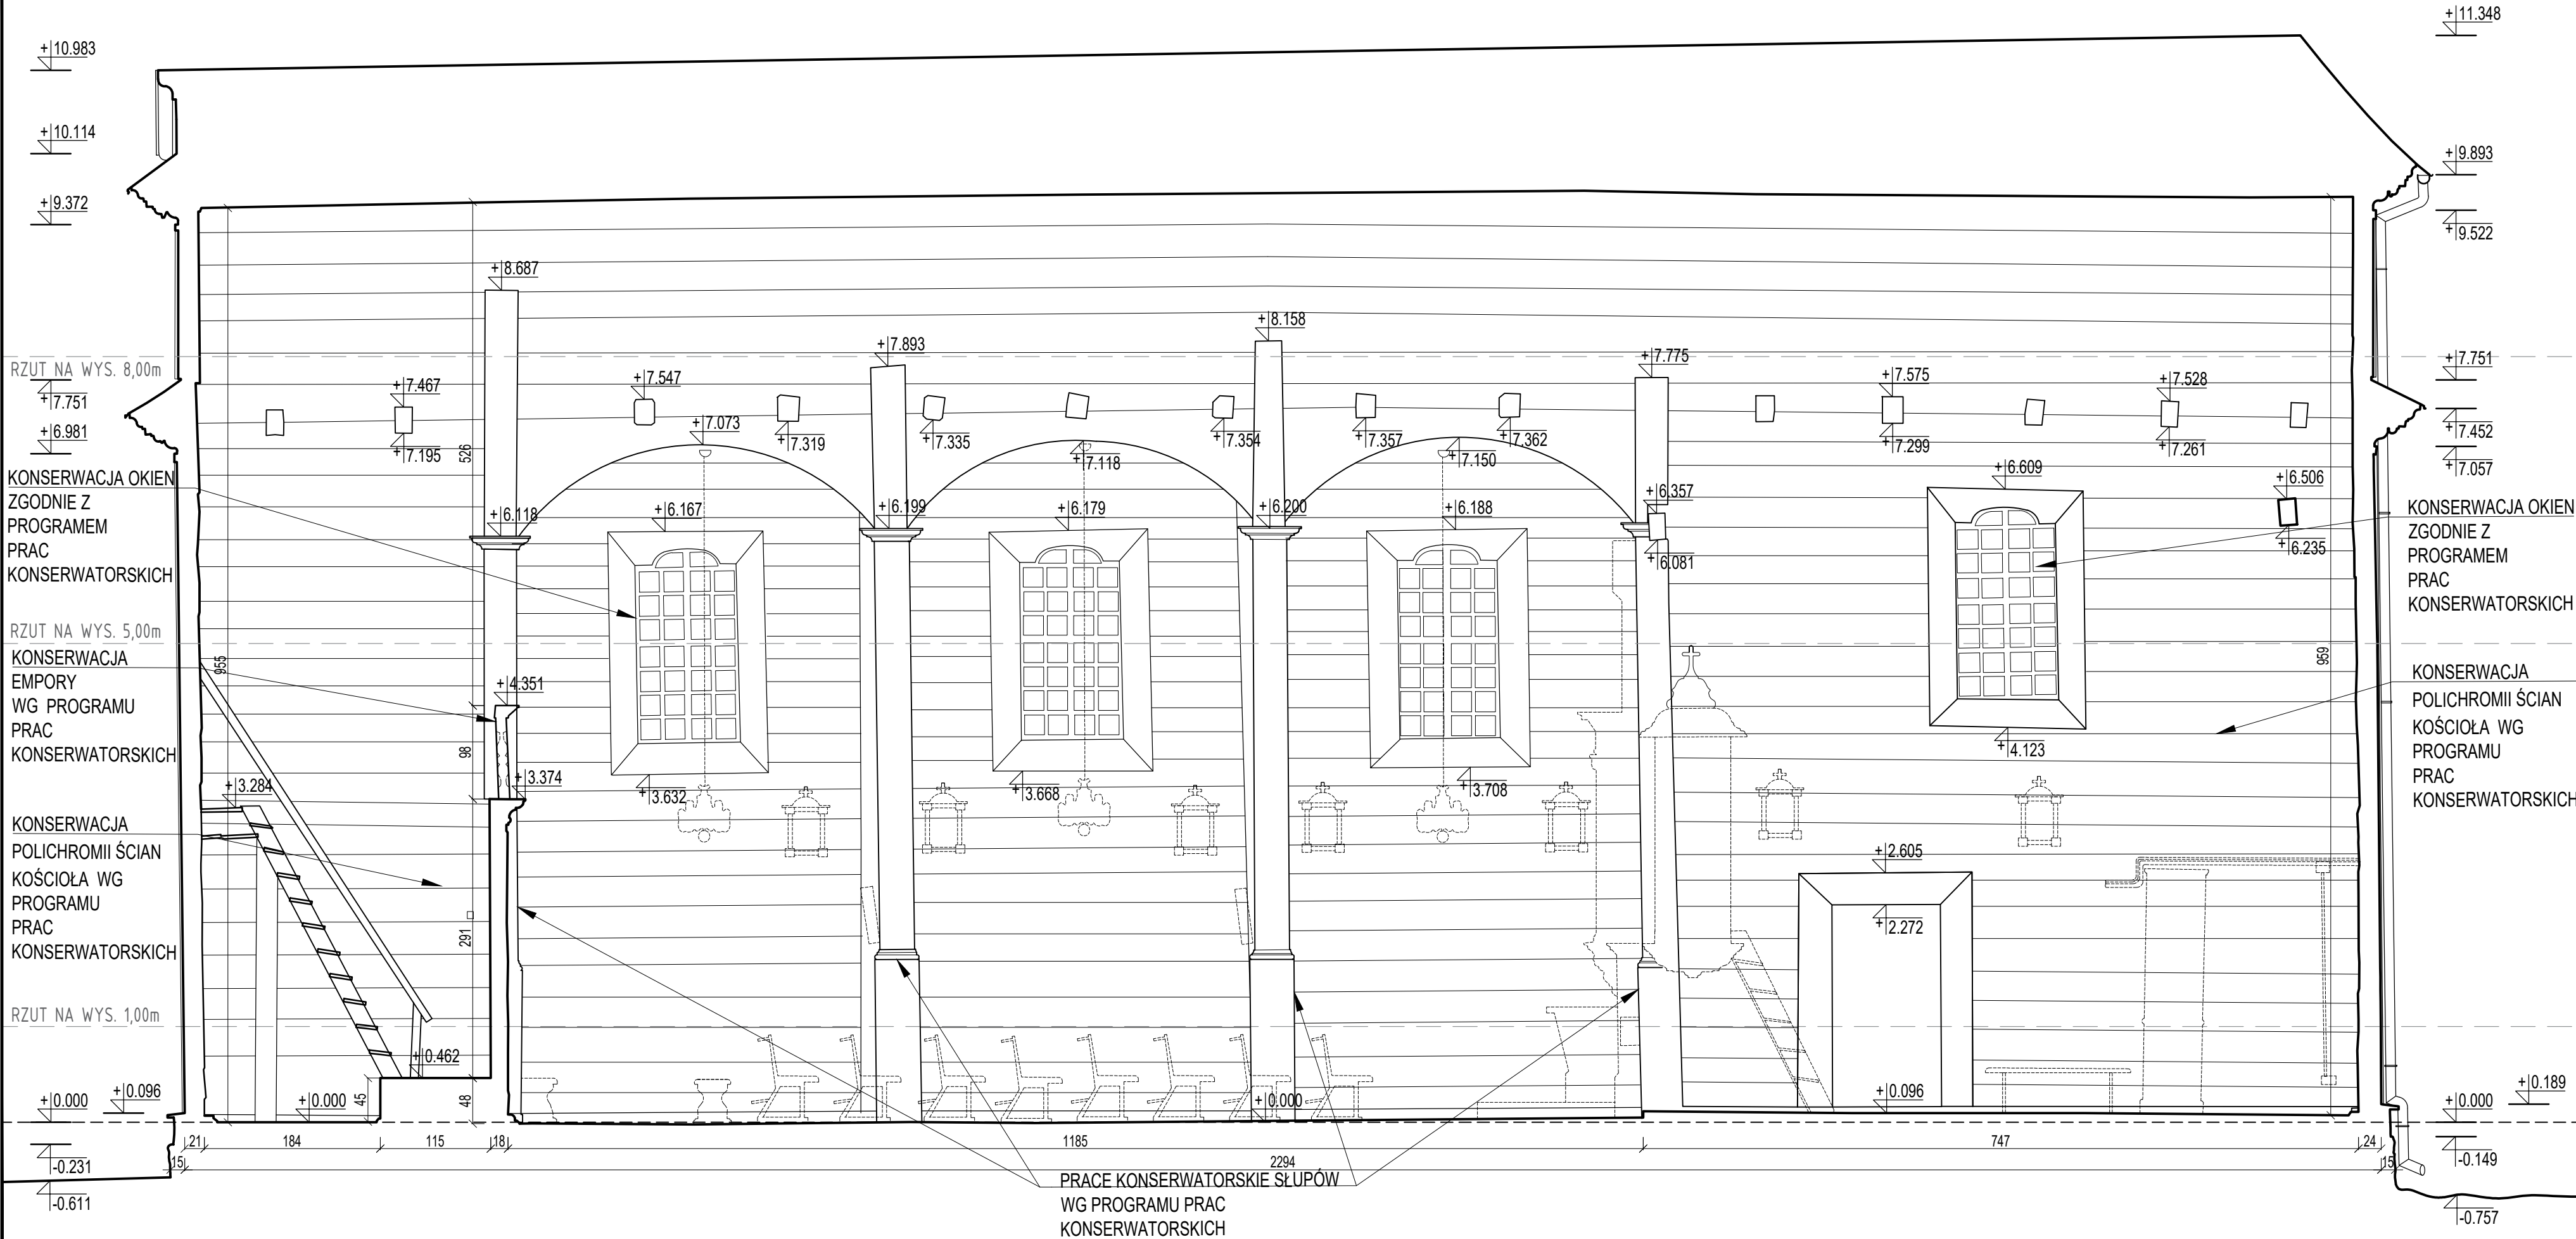 +11.348
+10.983
+10.114
+9.893
+9.372
+9.522
+8.687
+8.158
+7.893
+7.775
RZUT NA WYS. 8,00m
+7.751
+7.751
+7.467
+7.547
+7.575
+7.528
+7.073
+7.319
+7.335
+7.118
+7.354
+7.357
+7.150
+7.362
+7.299
+7.261
+7.452
+6.981
+7.195
526
+7.057
KONSERWACJA OKIEN
ZGODNIE Z
PROGRAMEM
PRAC
KONSERWATORSKICH
+6.118
+6.167
+6.199
+6.179
+6.200
+6.188
+6.357
+6.081
+6.609
+6.506
+6.235
KONSERWACJA OKIEN
ZGODNIE Z
PROGRAMEM
PRAC
KONSERWATORSKICH
RZUT NA WYS. 5,00m
955
959
KONSERWACJA
EMPORY
WG PROGRAMU
PRAC
KONSERWATORSKICH
+4.351
98
+3.374
+3.284
+3.632
+3.668
+3.708
+4.123
KONSERWACJA
POLICHROMII ŚCIAN
KOŚCIOŁA WG
PROGRAMU
PRAC
KONSERWATORSKICH
KONSERWACJA
POLICHROMII ŚCIAN
KOŚCIOŁA WG
PROGRAMU
PRAC
KONSERWATORSKICH
291
+2.605
+2.272
RZUT NA WYS. 1,00m
+0.462
+0.000
+0.096
+0.000
45
48
+0.000
+0.096
+0.000
+0.189
21
184
115
18
1185
747
24
15
2294
15
-0.231
-0.611
-0.149
-0.757
PRACE KONSERWATORSKIE SŁUPÓW
WG PROGRAMU PRAC
KONSERWATORSKICH